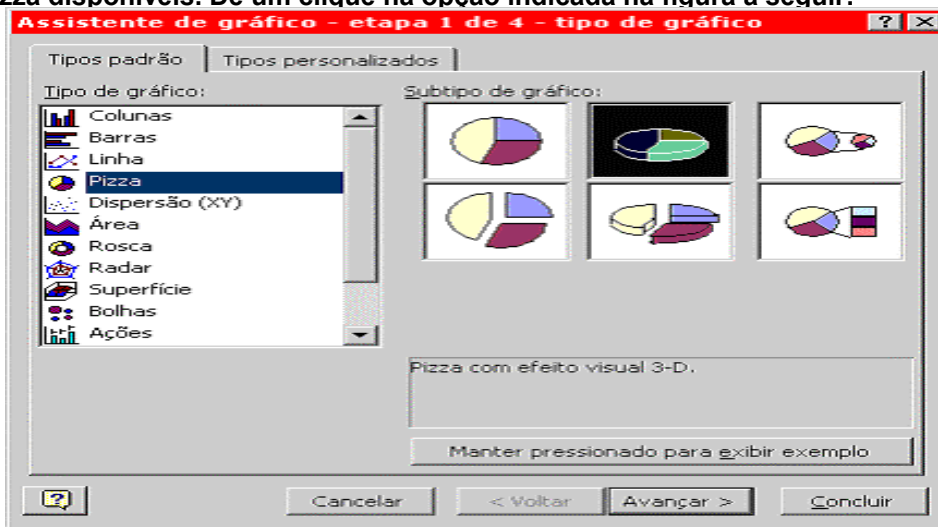 zza disponíveis. Dê um clique na opção indicada na figura a seguir:
Assistente de gráfico - etapa 1 de 4 - tipo de gráfico
Tipos padrão
Tipos personalizados
Tipo de gráfico:
Subtipo de gráfico:
Colunas
Barras
Linha
Pizza
Dispersão (XY)
Área
Rosca
Radar
Superfície
Bolhas
Ações
Pizza com efeito visual 3-D.
Manter pressionado para exibir exemplo
Cancelar
< Voltar
Avançar >
Concluir